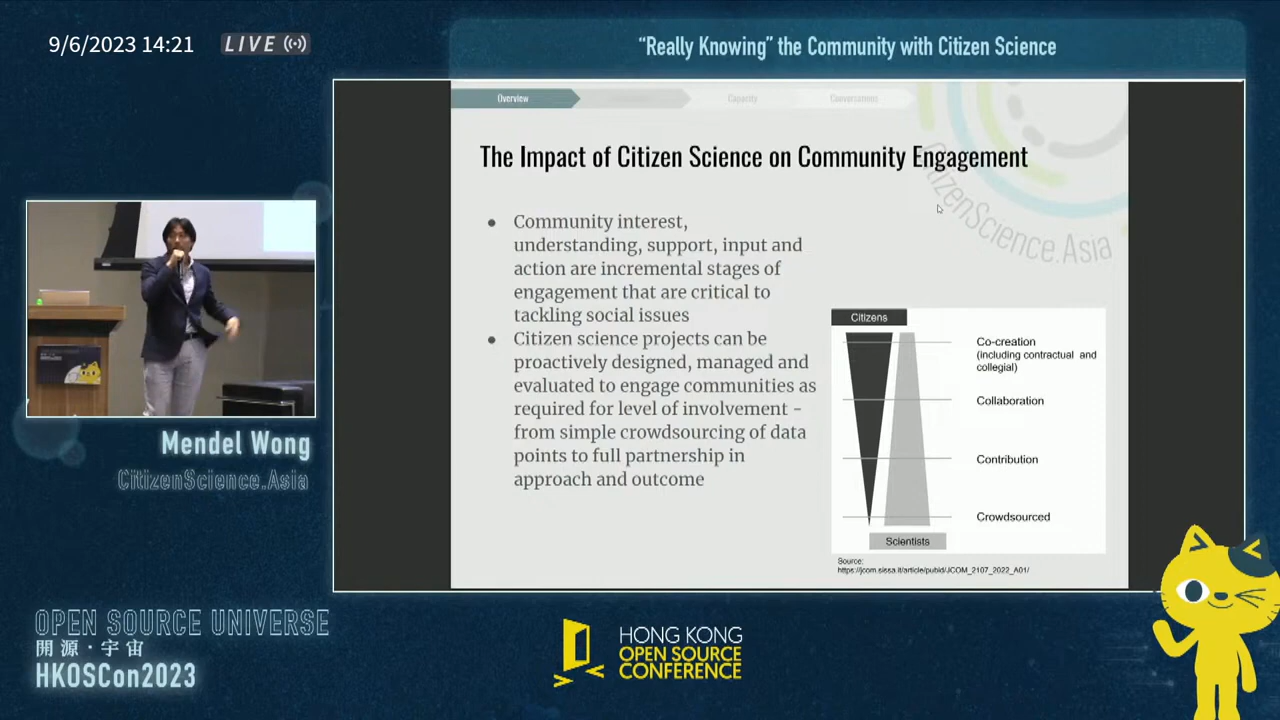 9/6/2023 14:21
LIVE
“Really Knowing” the Community with Citizen Science
Overview
Capacity
Conversations
The Impact of Citizen Science on Community Engagement
CitizenScience.Asia
● Community interest,
understanding, support, input and
action are incremental stages of
engagement that are critical to
tackling social issues
● Citizen science projects can be
proactively designed, managed and
evaluated to engage communities as
required for level of involvement -
from simple crowdsourcing of data
points to full partnership in
approach and outcome
Citizens
Co-creation
(including contractual and
collegial)
Collaboration
Contribution
Crowdsourced
Scientists
Source:
https://jcom.sissa.it/article/pubid/JCOM_2107_2022_A01/
Mendel Wong
CitizenScience.Asia
OPEN SOURCE UNIVERSE
開源·宇宙
HKOSCon2023
HONG KONG
OPEN SOURCE
CONFERENCE